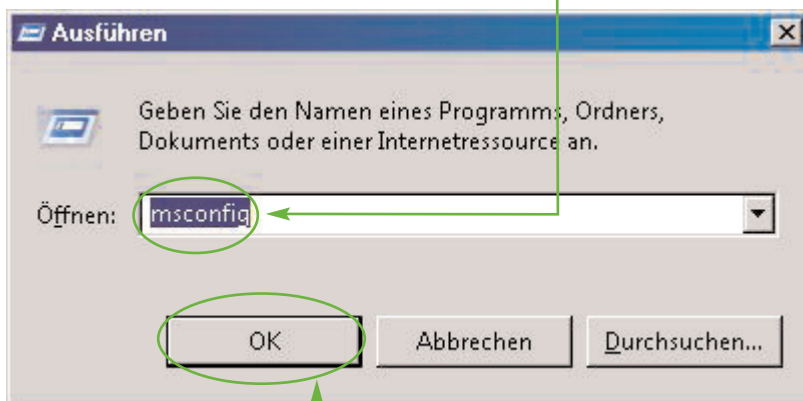 Ausführen
Geben Sie den Namen eines Programms, Ordners,
Dokuments oder einer Internetressource an.
Öffnen: msconfig
OK Abbrechen Durchsuchen...